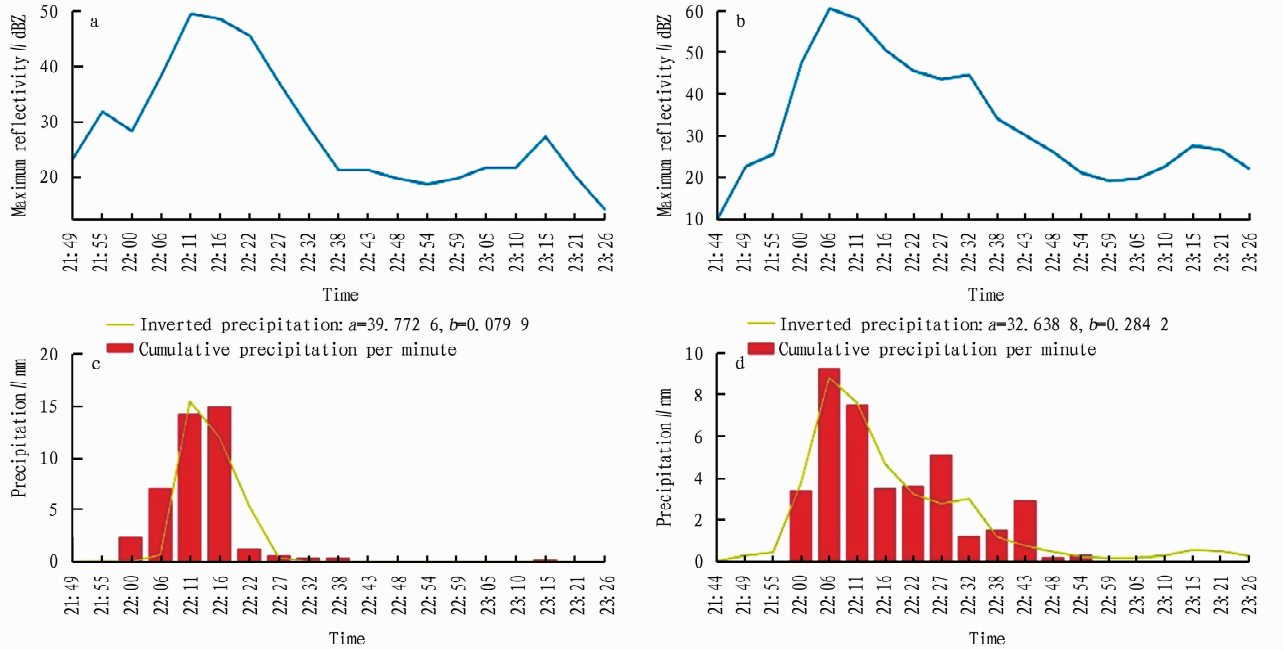 a
Maximum reflectivity∥dBZ
50
40
30
20
21:49 21:55 22:00 22:06 22:11 22:16 22:22 22:27 22:32 22:38 22:43 22:48 22:54 22:59 23:05 23:10 23:15 23:21 23:26
Time
b
Maximum reflectivity∥dBZ
60
50
40
30
20
10
21:44 21:49 21:55 22:00 22:06 22:11 22:16 22:22 22:27 22:32 22:38 22:43 22:48 22:54 22:59 23:05 23:10 23:15 23:21 23:26
Time
Inverted precipitation: a=39.772 6, b=0.079 9
Cumulative precipitation per minute
c
Precipitation∥mm
20
15
10
5
0
21:49 21:55 22:00 22:06 22:11 22:16 22:22 22:27 22:32 22:38 22:43 22:48 22:54 22:59 23:05 23:10 23:15 23:21 23:26
Time
Inverted precipitation: a=32.638 8, b=0.284 2
Cumulative precipitation per minute
d
Precipitation∥mm
10
8
6
4
2
0
21:44 21:49 21:55 22:00 22:06 22:11 22:16 22:22 22:27 22:32 22:38 22:43 22:48 22:54 22:59 23:05 23:10 23:15 23:21 23:26
Time